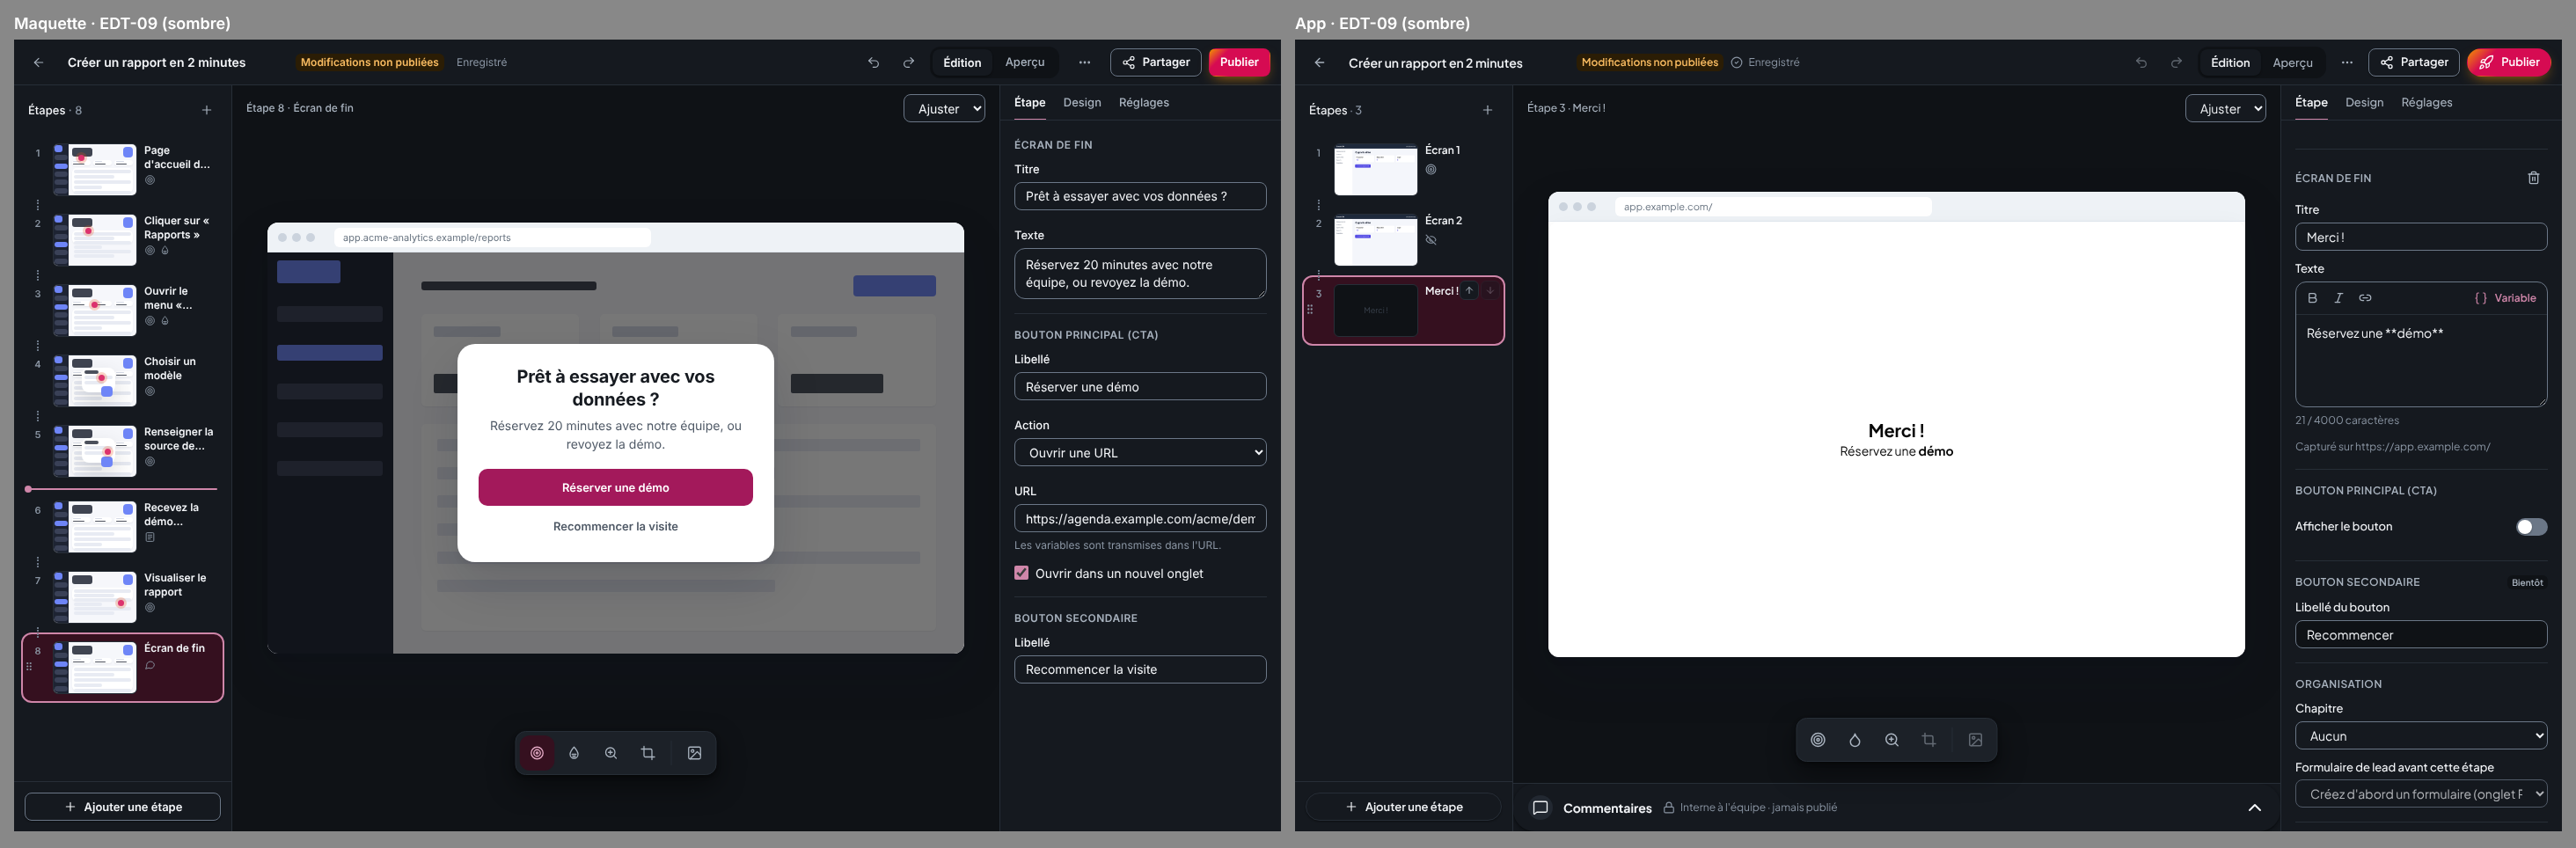 Maquette · EDT-09 (sombre)
Créer un rapport en 2 minutes
Modifications non publiées
Enregistré
Édition
Aperçu
Partager
Publier
Étapes · 8
1
Page
d'accueil d...
2
Cliquer sur «
Rapports »
3
Ouvrir le
menu «...
4
Choisir un
modèle
5
Renseigner la
source de...
6
Recevez la
démo...
7
Visualiser le
rapport
8
Écran de fin
Ajouter une étape
Étape 8 · Écran de fin
Ajuster
app.acme-analytics.example/reports
Prêt à essayer avec vos
données ?
Réservez 20 minutes avec notre équipe, ou
revoyez la démo.
Réserver une démo
Recommencer la visite
Étape
Design
Réglages
ÉCRAN DE FIN
Titre
Prêt à essayer avec vos données ?
Texte
Réservez 20 minutes avec notre
équipe, ou revoyez la démo.
BOUTON PRINCIPAL (CTA)
Libellé
Réserver une démo
Action
Ouvrir une URL
URL
https://agenda.example.com/acme/dem
Les variables sont transmises dans l'URL.
Ouvrir dans un nouvel onglet
BOUTON SECONDAIRE
Libellé
Recommencer la visite
App · EDT-09 (sombre)
Créer un rapport en 2 minutes
Modifications non publiées
Enregistré
Édition
Aperçu
Partager
Publier
Étapes · 3
1
Écran 1
2
Écran 2
3
Merci !
Merci !
Ajouter une étape
Étape 3 · Merci !
Ajuster
app.example.com/
Merci !
Réservez une démo
Commentaires
Interne à l'équipe · jamais publié
Étape
Design
Réglages
ÉCRAN DE FIN
Titre
Merci !
Texte
B I
{ } Variable
Réservez une **démo**
21 / 4000 caractères
Capturé sur https://app.example.com/
BOUTON PRINCIPAL (CTA)
Afficher le bouton
BOUTON SECONDAIRE
Bientôt
Libellé du bouton
Recommencer
ORGANISATION
Chapitre
Aucun
Formulaire de lead avant cette étape
Créez d'abord un formulaire (onglet F